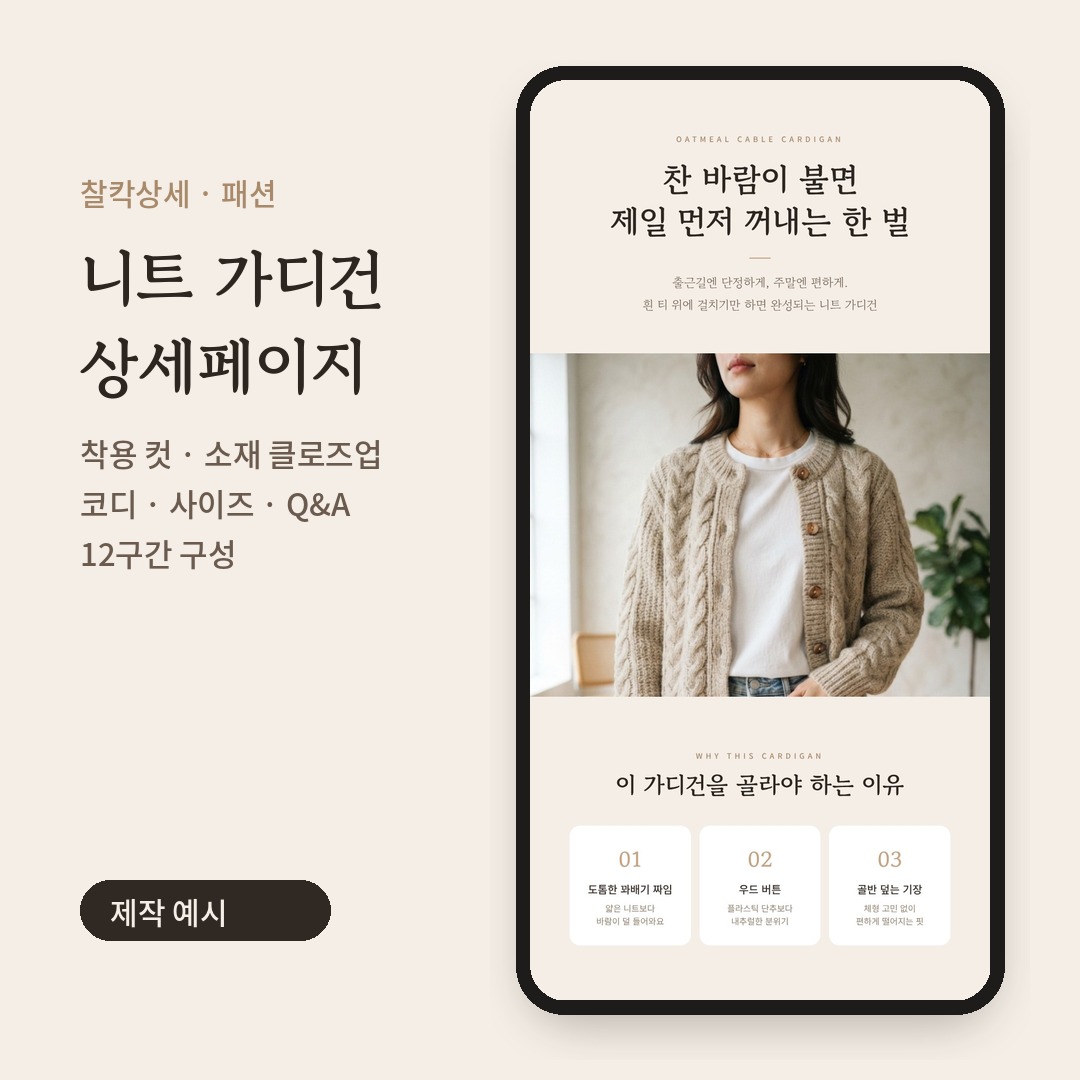 찰칵상세 · 패션
니트 가디건
상세페이지
착용 컷 · 소재 클로즈업
코디 · 사이즈 · Q&A
12구간 구성
제작 예시
OATMEAL CABLE CARDIGAN
찬 바람이 불면
제일 먼저 꺼내는 한 벌
출근길엔 단정하게, 주말엔 편하게.
흰 티 위에 걸치기만 하면 완성되는 니트 가디건
WHY THIS CARDIGAN
이 가디건을 골라야 하는 이유
01
도톰한 꽈배기 짜임
얇은 니트보다
바람이 덜 들어와요
02
우드 버튼
플라스틱 단추보다
내추럴한 분위기
03
골반 덮는 기장
체형 고민 없이
편하게 떨어지는 핏